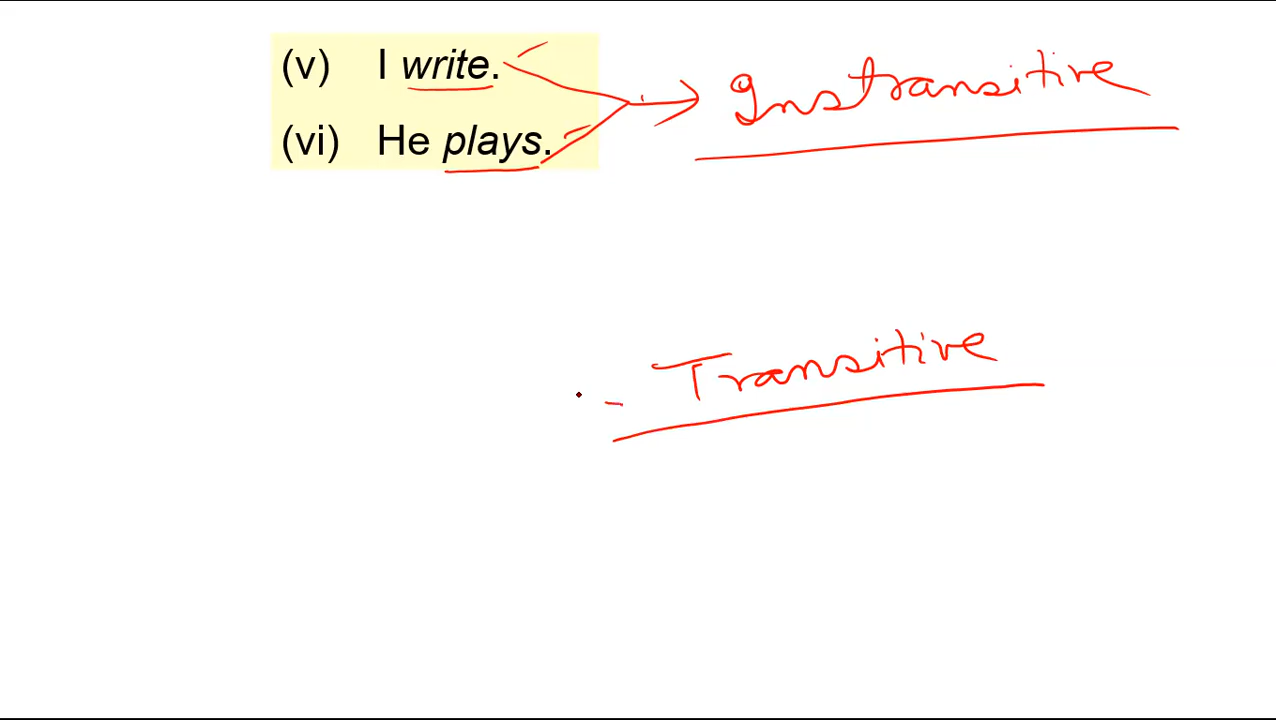 (v) I write.
Instransitive
(vi) He plays.
Transitive